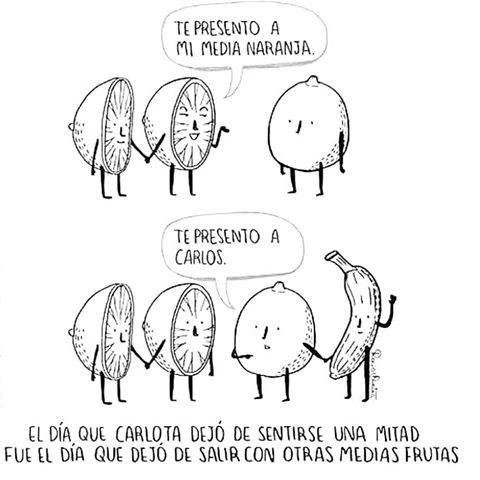 TE PRESENTO A
MI MEDIA NARANJA.
TE PRESENTO A
CARLOS.
EL DÍA QUE CARLOTA DEJÓ DE SENTIRSE UNA MITAD
FUE EL DÍA QUE DEJÓ DE SALIR CON OTRAS MEDIAS FRUTAS